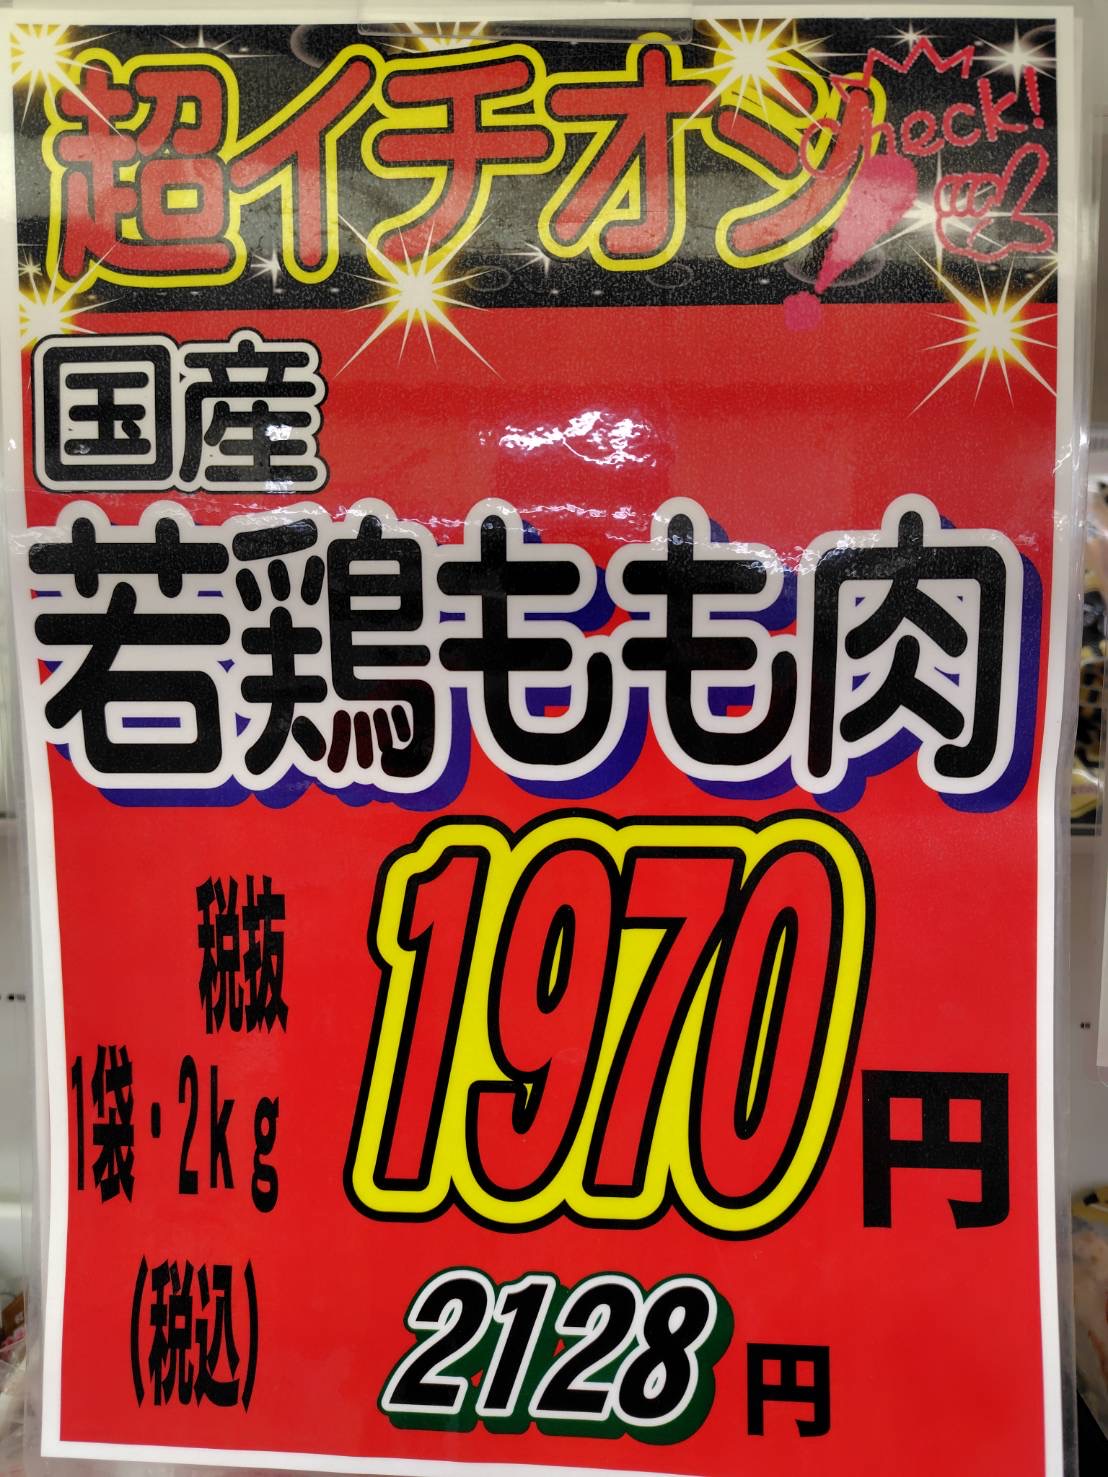 超イチオシ
check!
国産
若鶏もも肉
税抜
1袋・2kg
1970円
(税込)
2128円